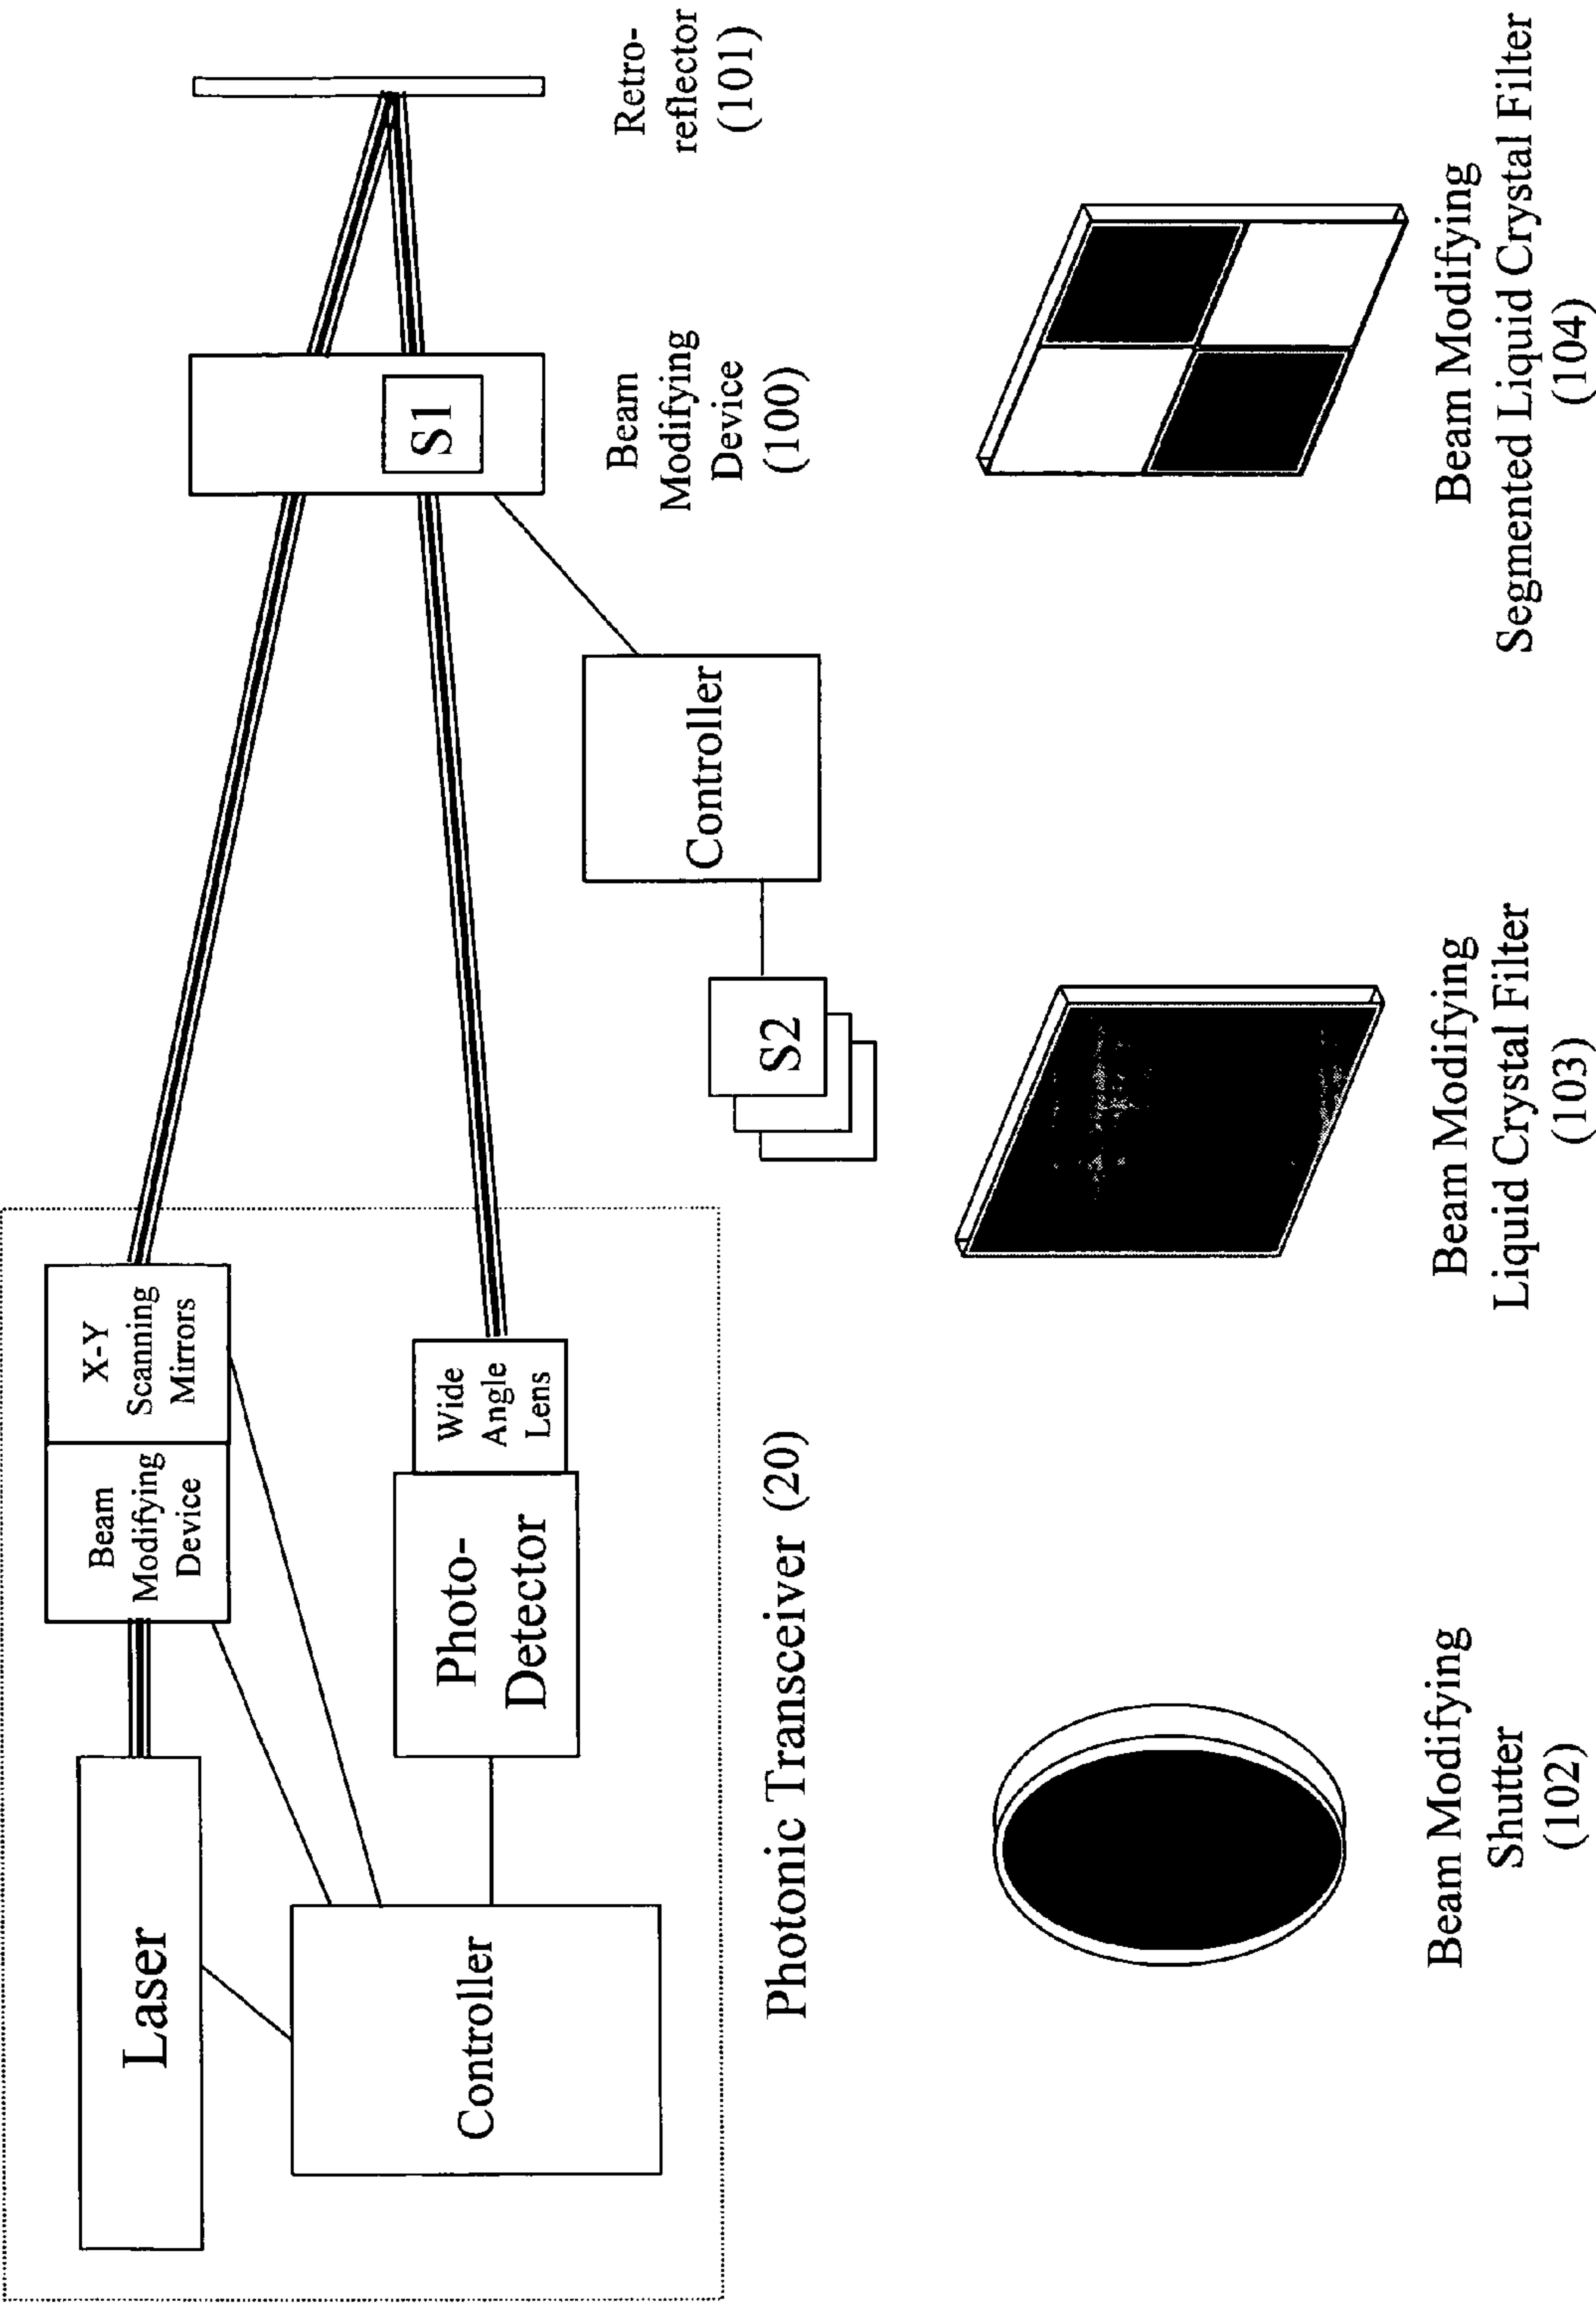 Laser
Beam
Modifying
Device
X-Y
Scanning
Mirrors
Controller
Photo-
Detector
Wide
Angle
Lens
Photonic Transceiver (20)
S2
Controller
S1
Beam
Modifying
Device
(100)
Retro-
reflector
(101)
Beam Modifying
Shutter
(102)
Beam Modifying
Liquid Crystal Filter
(103)
Beam Modifying
Segmented Liquid Crystal Filter
(104)